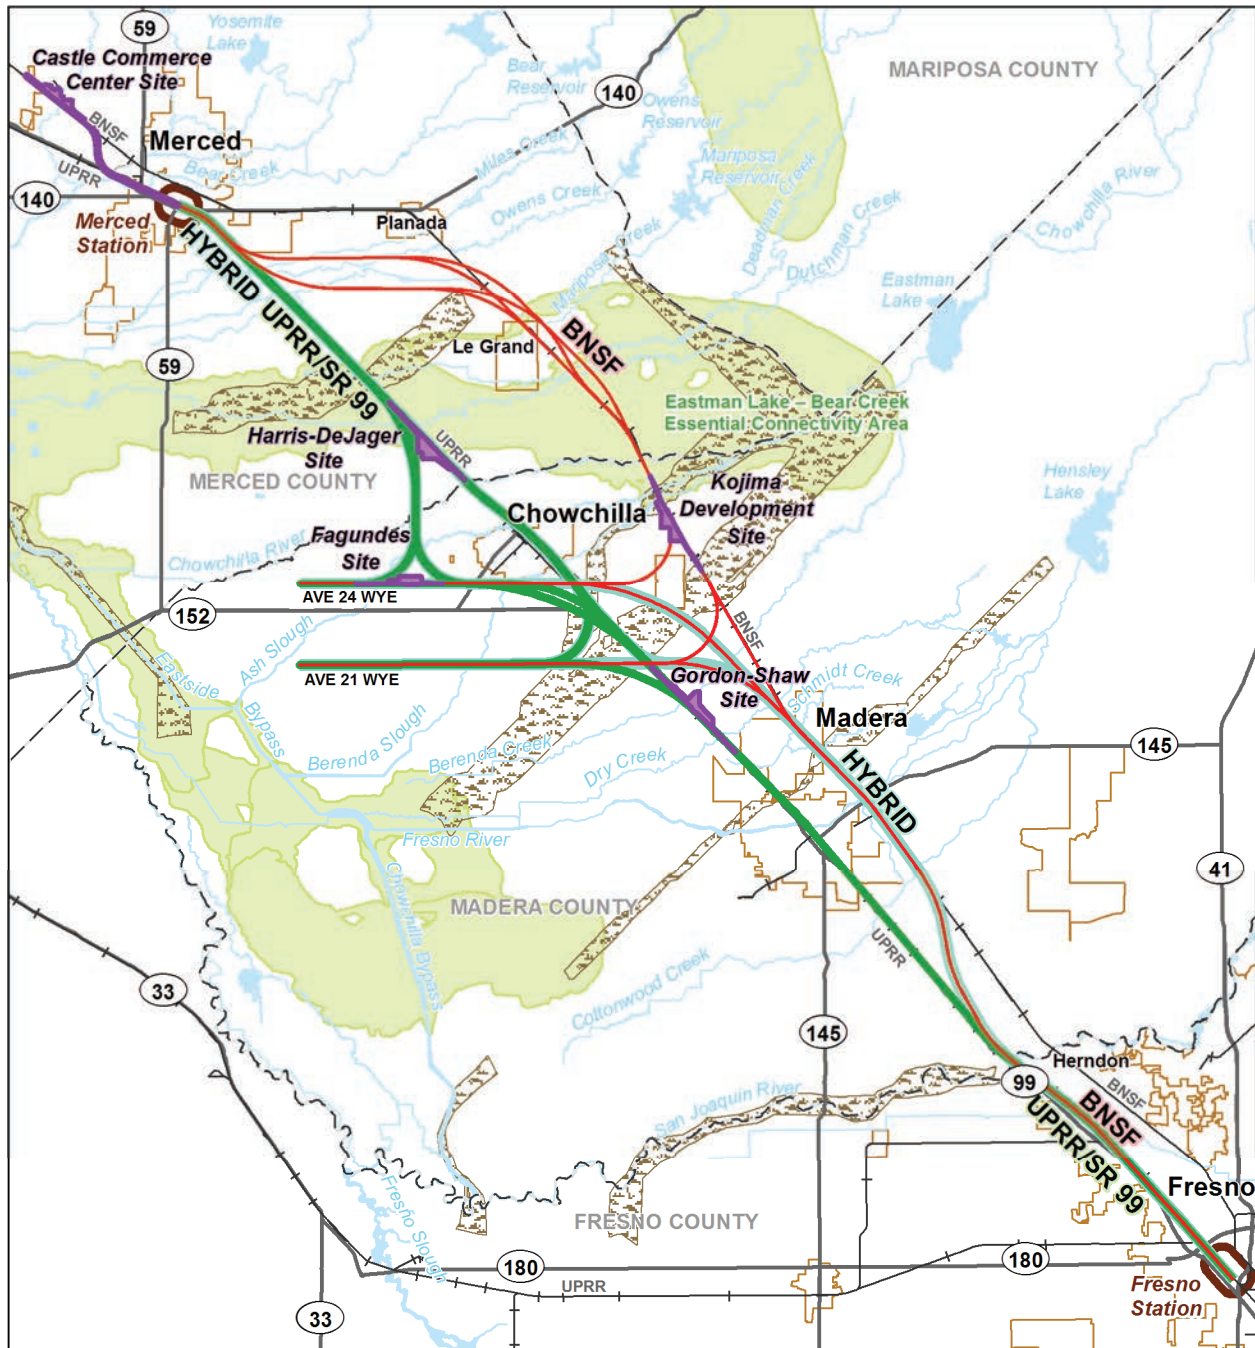 59
Yosemite
Lake
Castle Commerce
Center Site
MARIPOSA COUNTY
Bear
Reservoir
140
Owens
Reservoir
BNSF
Merced
Miles Creek
Mariposa
Reservoir
UPRR
Bear Creek
Deadman Creek
Chowchilla River
140
Owens Creek
Dutchman Creek
Merced
Station
Planada
Mariposa Creek
HYBRID UPRR/SR 99
Eastman
Lake
BNSF
Le Grand
59
Eastman Lake – Bear Creek
Essential Connectivity Area
Harris-DeJager
Site
UPRR
MERCED COUNTY
Hensley
Lake
Kojima
Development
Site
Chowchilla
Fagundes
Site
Chowchilla River
AVE 24 WYE
152
BNSF
Ash Slough
Eastside
Bypass
AVE 21 WYE
Gordon-Shaw
Site
Schmidt Creek
Madera
Berenda Slough
Berenda Creek
Dry Creek
145
HYBRID
Fresno River
41
Chowchilla Bypass
MADERA COUNTY
UPRR
33
Cottonwood Creek
145
Herndon
99
BNSF
San Joaquin River
BNSF
UPRR/SR 99
Fresno
Fresno Slough
FRESNO COUNTY
180
180
UPRR
Fresno
Station
33